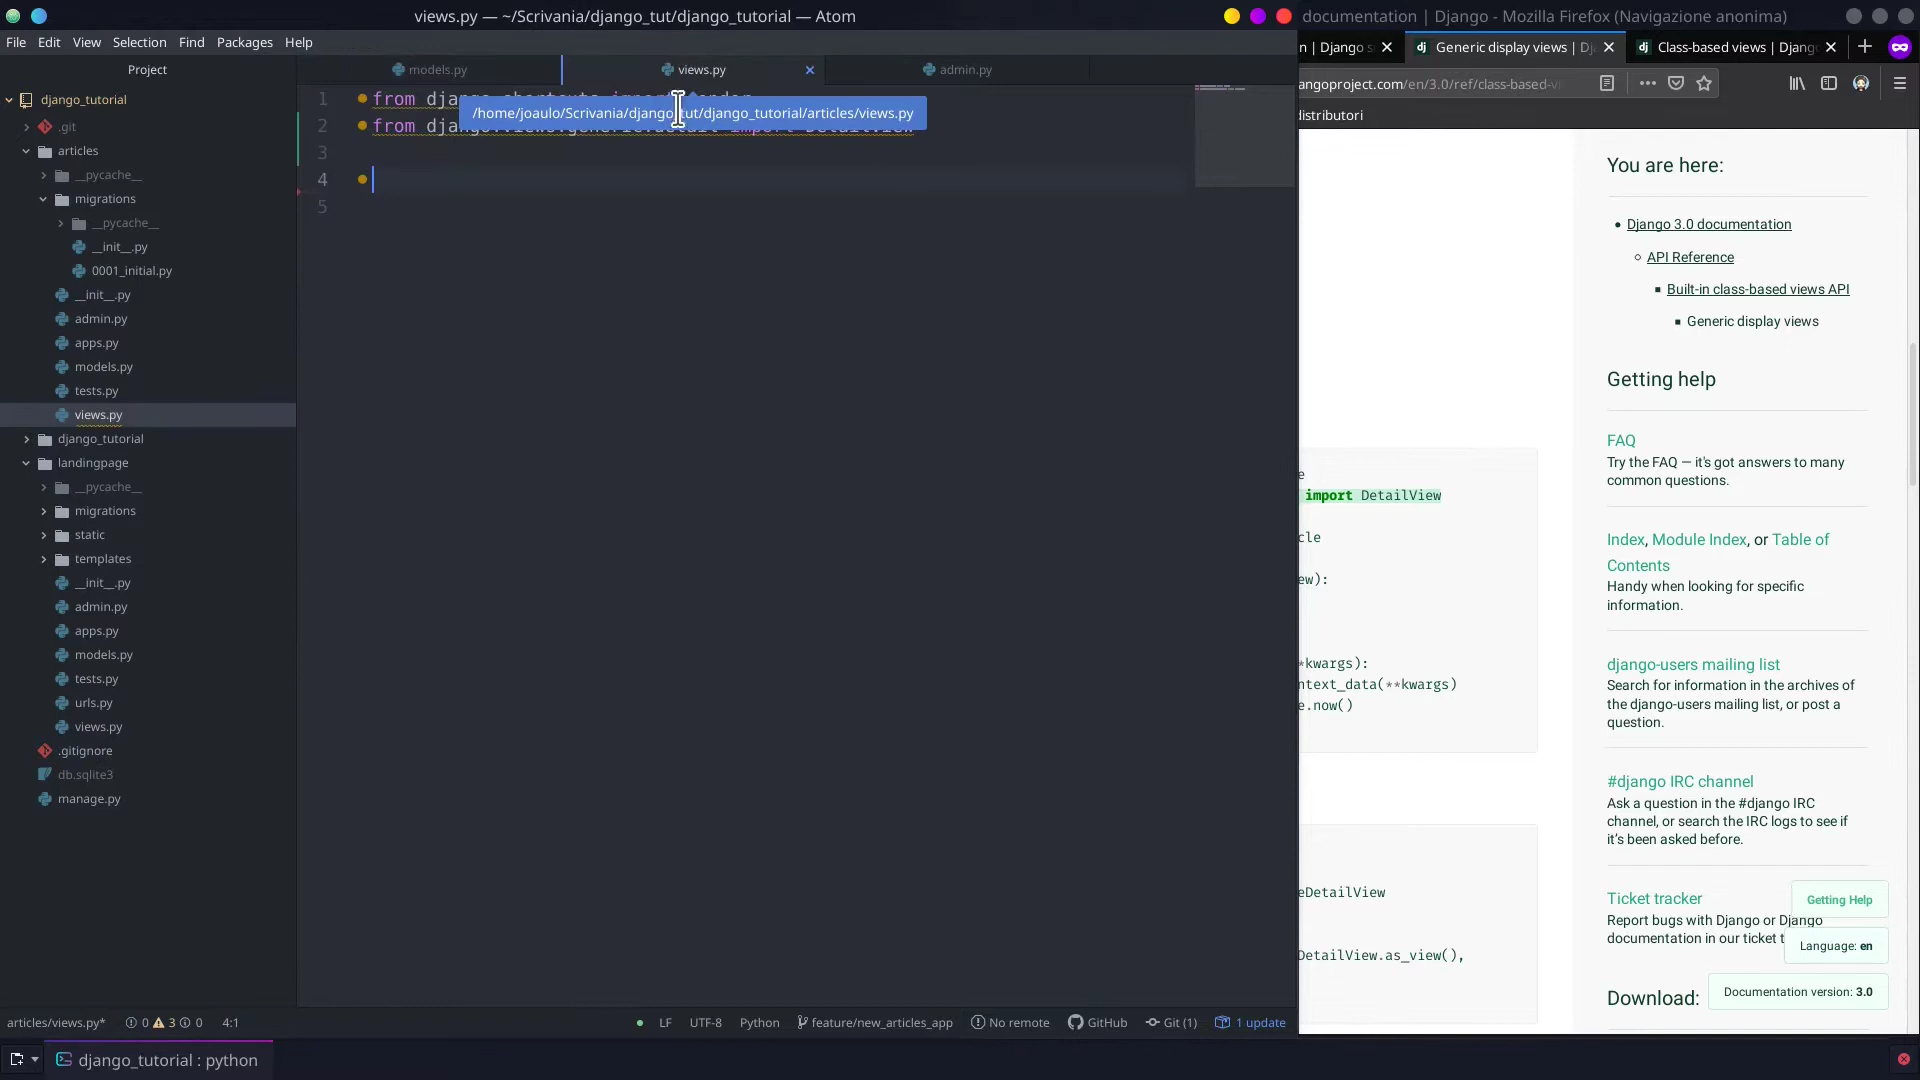 views.py — ~/Scrivania/django_tut/django_tutorial — Atom
documentation | Django - Mozilla Firefox (Navigazione anonima)
File Edit View Selection Find Packages Help
n | Django s
Generic display views | Dj
Class-based views | Django
Project
models.py
views.py
admin.py
angoproject.com/en/3.0/ref/class-based-vi
distributori
django_tutorial
.git
articles
__pycache__
migrations
__pycache__
__init__.py
0001_initial.py
__init__.py
admin.py
apps.py
models.py
tests.py
views.py
django_tutorial
landingpage
__pycache__
migrations
static
templates
__init__.py
admin.py
apps.py
models.py
tests.py
urls.py
views.py
.gitignore
db.sqlite3
manage.py
1 from django.shortcuts import render
/home/joaulo/Scrivania/django_tut/django_tutorial/articles/views.py
2 from django.views.generic.detail import DetailView
3
4
5
e
import DetailView
cle
ew):
*kwargs):
ntext_data(**kwargs)
e.now()
eDetailView
DetailView.as_view(),
You are here:
Django 3.0 documentation
API Reference
Built-in class-based views API
Generic display views
Getting help
FAQ
Try the FAQ — it's got answers to many
common questions.
Index, Module Index, or Table of
Contents
Handy when looking for specific
information.
django-users mailing list
Search for information in the archives of
the django-users mailing list, or post a
question.
#django IRC channel
Ask a question in the #django IRC
channel, or search the IRC logs to see if
it's been asked before.
Ticket tracker
Report bugs with Django or Django
documentation in our ticket t
Getting Help
Language: en
Download:
Documentation version: 3.0
articles/views.py* 0 3 0 4:1
LF UTF-8 Python feature/new_articles_app No remote GitHub Git (1) 1 update
django_tutorial : python